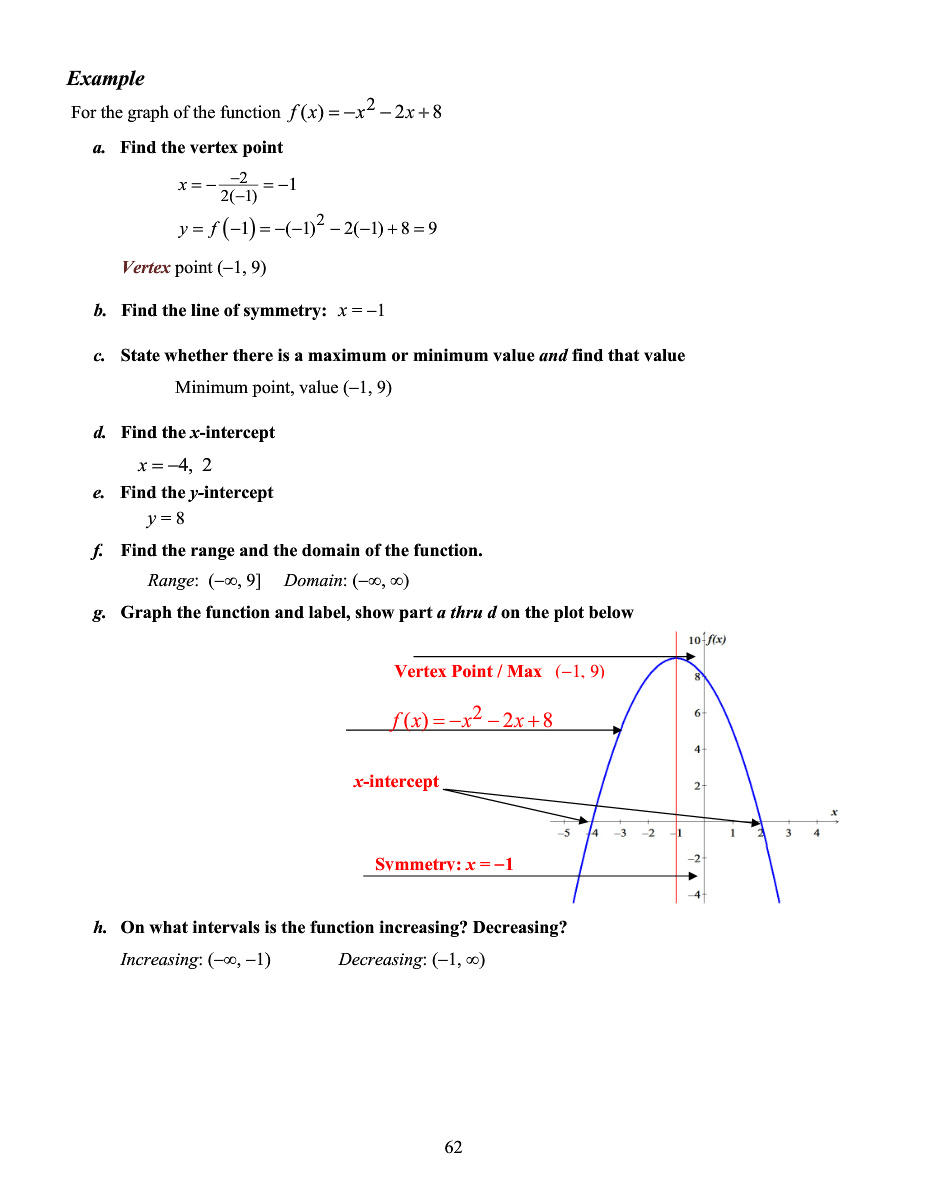 Example
For the graph of the function f(x) = −x² − 2x + 8
a. Find the vertex point
x = − −2/2(−1) = −1
y = f(−1) = −(−1)² − 2(−1) + 8 = 9
Vertex point (−1, 9)
b. Find the line of symmetry: x = −1
c. State whether there is a maximum or minimum value and find that value
Minimum point, value (−1, 9)
d. Find the x-intercept
x = −4, 2
e. Find the y-intercept
y = 8
f. Find the range and the domain of the function.
Range: (−∞, 9] Domain: (−∞, ∞)
g. Graph the function and label, show part a thru d on the plot below
10 f(x)
Vertex Point / Max (−1, 9)
8
f(x) = −x² − 2x + 8
6
4
x-intercept
2
x
−5 −4 −3 −2 −1 1 2 3 4
Symmetry: x = −1
−2
−4
h. On what intervals is the function increasing? Decreasing?
Increasing: (−∞, −1) Decreasing: (−1, ∞)
62